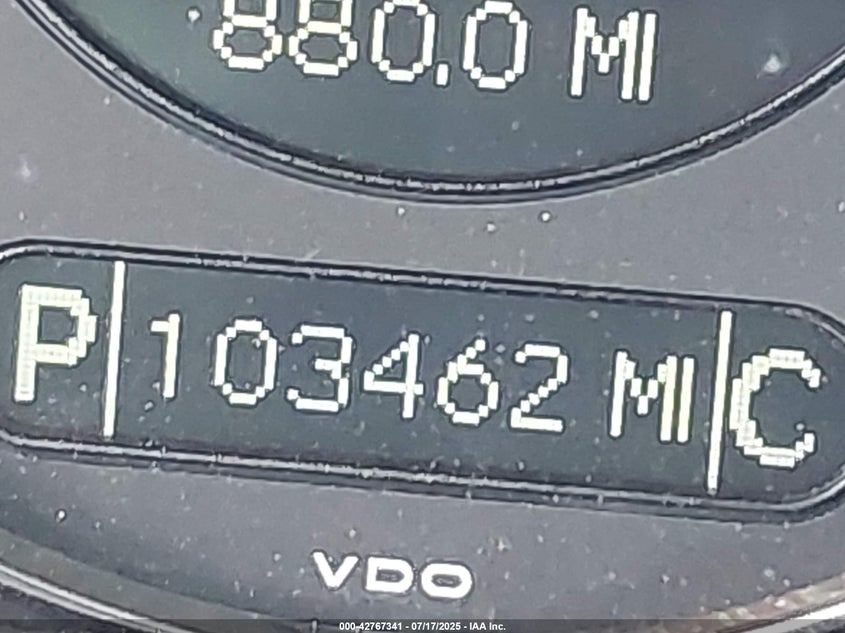 880.0 MI
P 103462 MI C
VDO
000-42767341 - 07/17/2025 - IAA Inc.